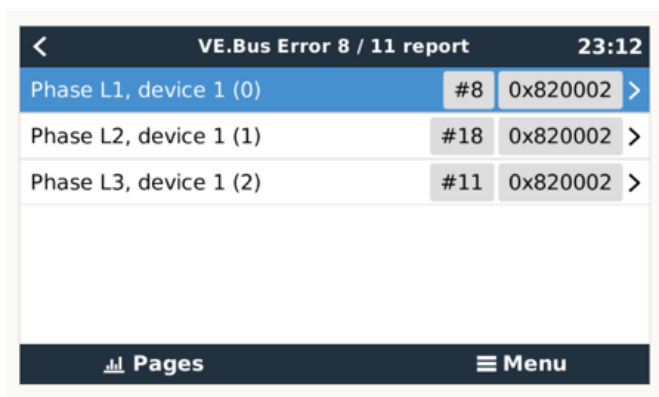 VE.Bus Error 8 / 11 report 23:12
Phase L1, device 1 (0) #8 0x820002
Phase L2, device 1 (1) #18 0x820002
Phase L3, device 1 (2) #11 0x820002
Pages Menu